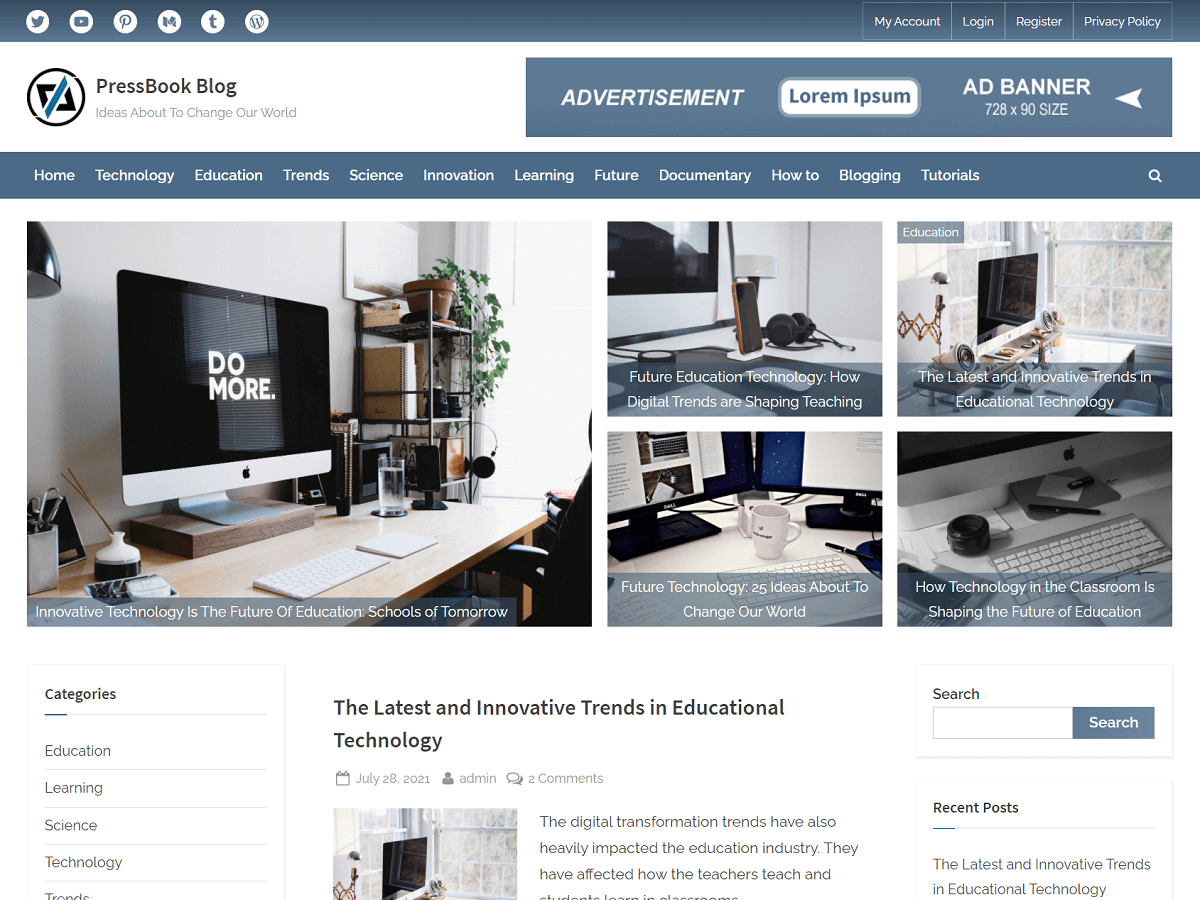 My Account
Login
Register
Privacy Policy
PressBook Blog
Ideas About To Change Our World
ADVERTISEMENT
Lorem Ipsum
AD BANNER
728 x 90 SIZE
Home
Technology
Education
Trends
Science
Innovation
Learning
Future
Documentary
How to
Blogging
Tutorials
DO
MORE.
Innovative Technology Is The Future Of Education: Schools of Tomorrow
Future Education Technology: How
Digital Trends are Shaping Teaching
Education
The Latest and Innovative Trends in
Educational Technology
DELL
DELL
Future Technology: 25 Ideas About To
Change Our World
How Technology in the Classroom Is
Shaping the Future of Education
Categories
Education
Learning
Science
Technology
Trends
The Latest and Innovative Trends in Educational
Technology
July 28, 2021
admin
2 Comments
The digital transformation trends have also
heavily impacted the education industry. They
have affected how the teachers teach and
students learn in classrooms.
Search
Search
Recent Posts
The Latest and Innovative Trends
in Educational Technology